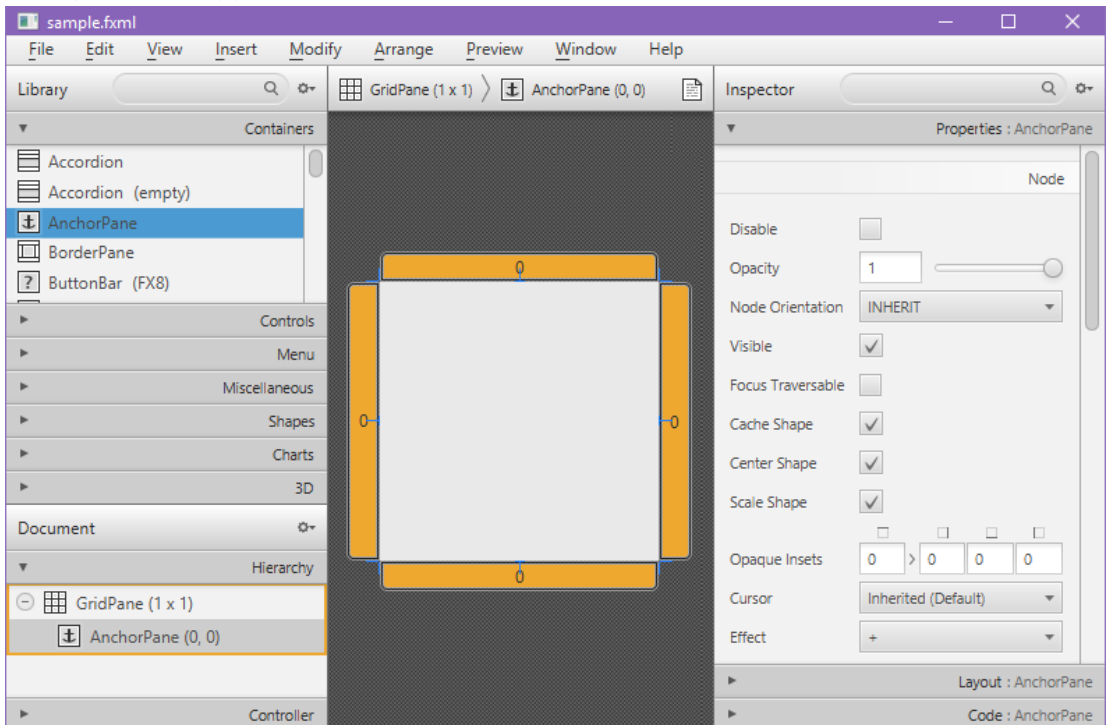 sample.fxml
File Edit View Insert Modify Arrange Preview Window Help
Library
Containers
Accordion
Accordion (empty)
AnchorPane
BorderPane
? ButtonBar (FX8)
Controls
Menu
Miscellaneous
Shapes
Charts
3D
Document
Hierarchy
GridPane (1 x 1)
AnchorPane (0, 0)
Controller
GridPane (1 x 1) AnchorPane (0, 0)
0
0 0
0
Inspector
Properties : AnchorPane
Node
Disable
Opacity 1
Node Orientation INHERIT
Visible
Focus Traversable
Cache Shape
Center Shape
Scale Shape
Opaque Insets 0 > 0 0 0
Cursor Inherited (Default)
Effect +
Layout : AnchorPane
Code : AnchorPane